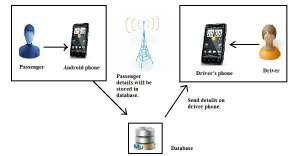 Passenger
Android phone
Passenger
details will be
stored in
database.
Driver's phone
Driver
Send details on
driver phone.
Database